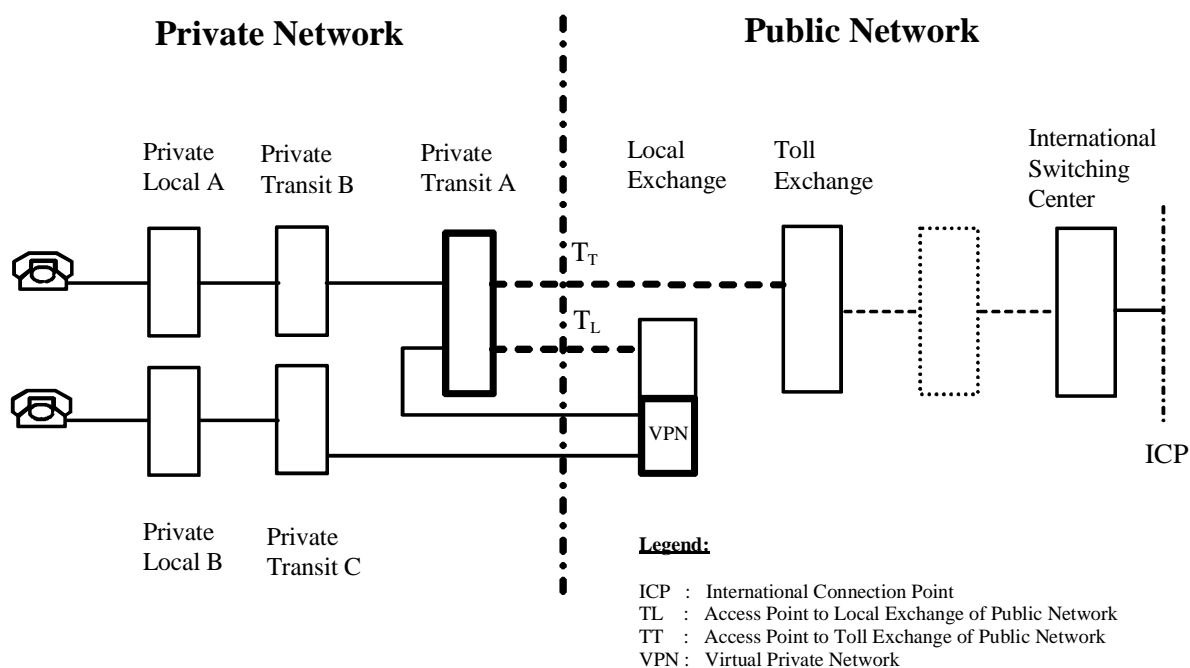 Private Network
Public Network
Private
Local A
Private
Transit B
Private
Transit A
Local
Exchange
Toll
Exchange
International
Switching
Center
TT
TL
VPN
ICP
Private
Local B
Private
Transit C
Legend:
ICP : International Connection Point
TL : Access Point to Local Exchange of Public Network
TT : Access Point to Toll Exchange of Public Network
VPN : Virtual Private Network